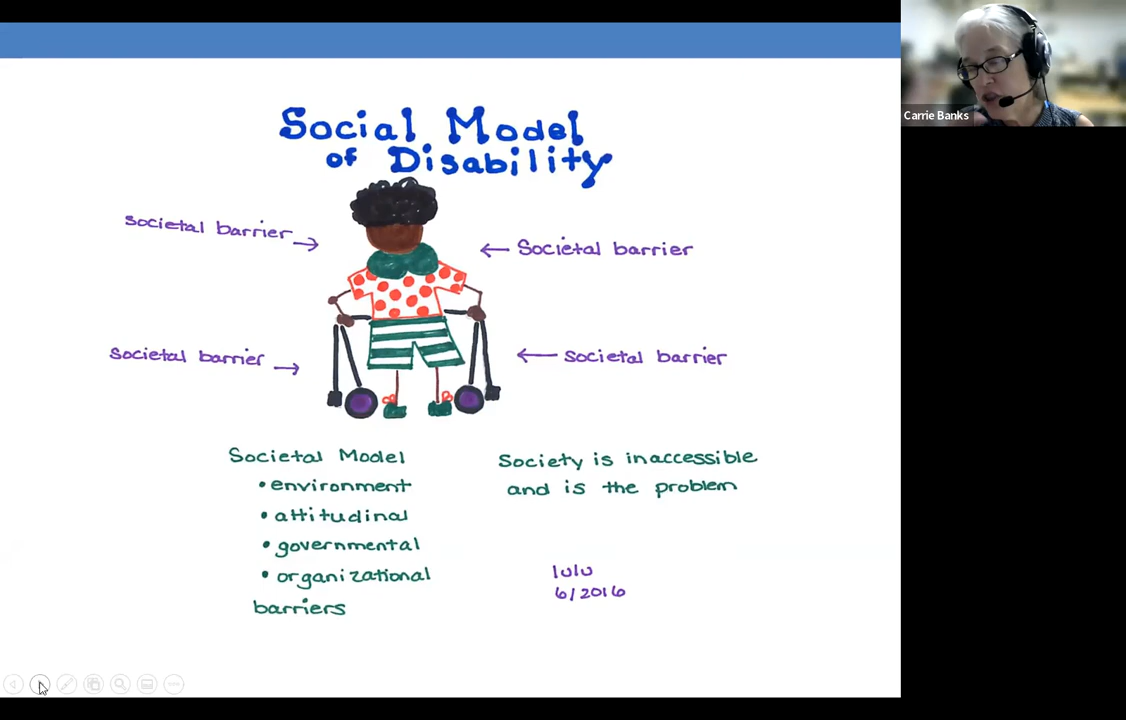 Social Model
of Disability
Societal barrier
Societal barrier
Societal barrier
Societal barrier
Societal Model
• environment
• attitudinal
• governmental
• organizational
barriers
Society is inaccessible
and is the problem
lulu
6/2016
Carrie Banks